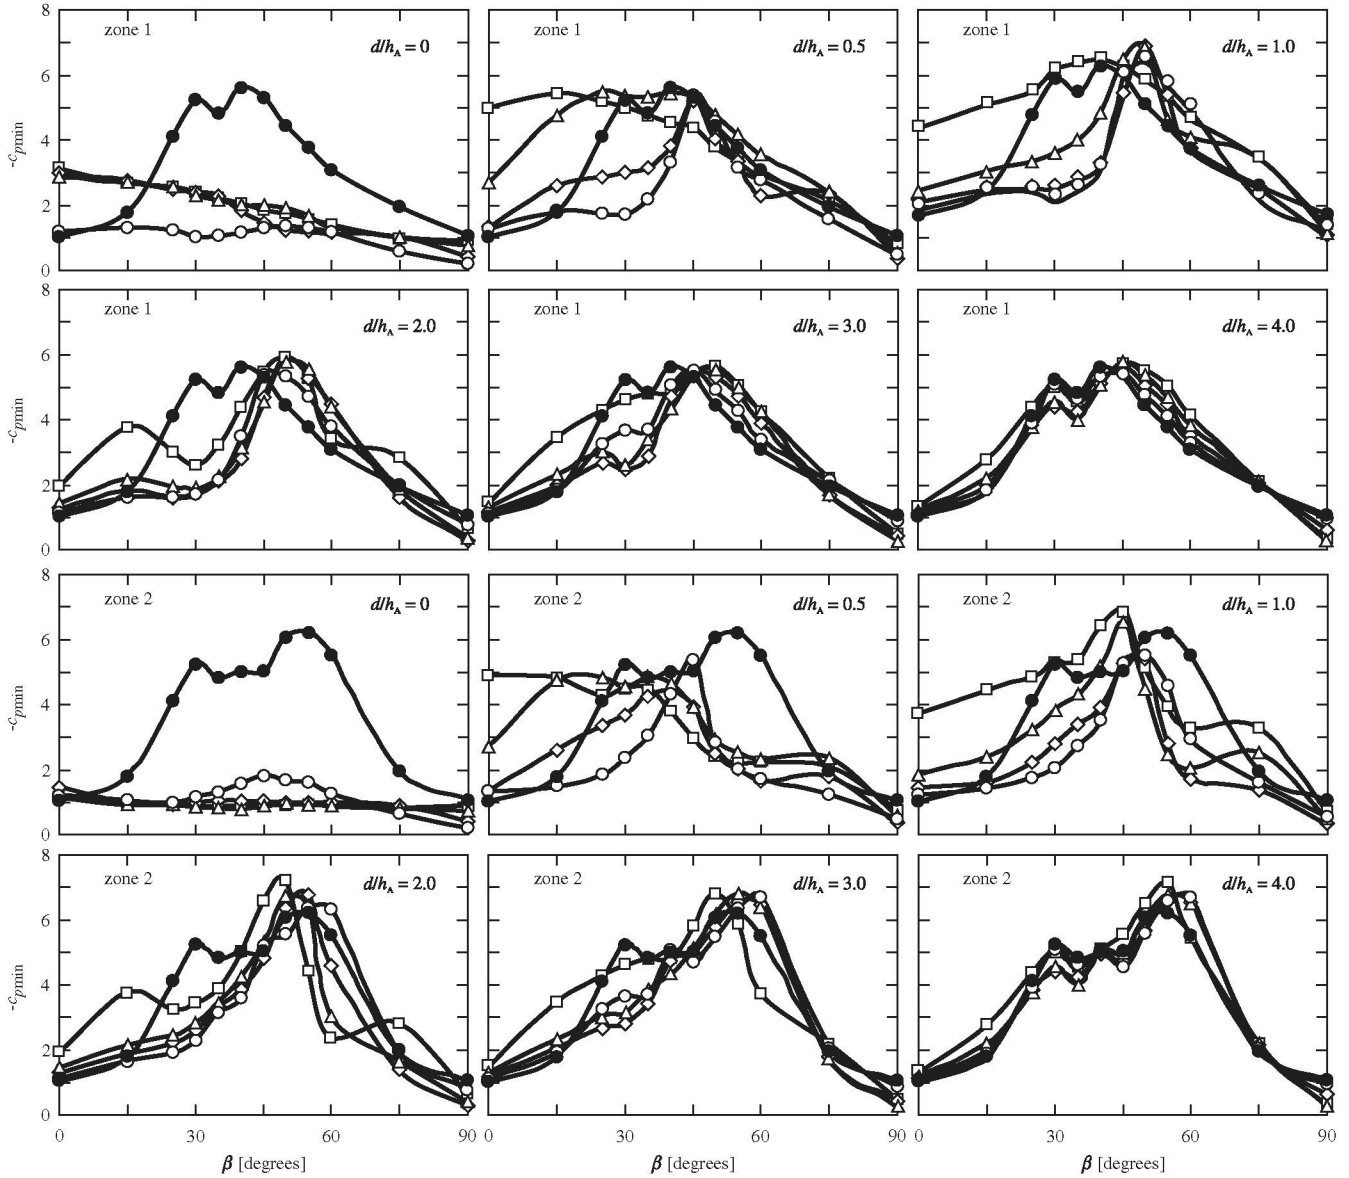 8
zone 1
d/hA = 0
6
-cpmin
4
2
0
zone 1
d/hA = 0.5
zone 1
d/hA = 1.0
8
zone 1
d/hA = 2.0
6
-cpmin
4
2
0
zone 1
d/hA = 3.0
zone 1
d/hA = 4.0
8
zone 2
d/hA = 0
6
-cpmin
4
2
0
zone 2
d/hA = 0.5
zone 2
d/hA = 1.0
8
zone 2
d/hA = 2.0
6
-cpmin
4
2
0
zone 2
d/hA = 3.0
zone 2
d/hA = 4.0
0 30 60 90
0 30 60 90
0 30 60 90
β [degrees]
β [degrees]
β [degrees]